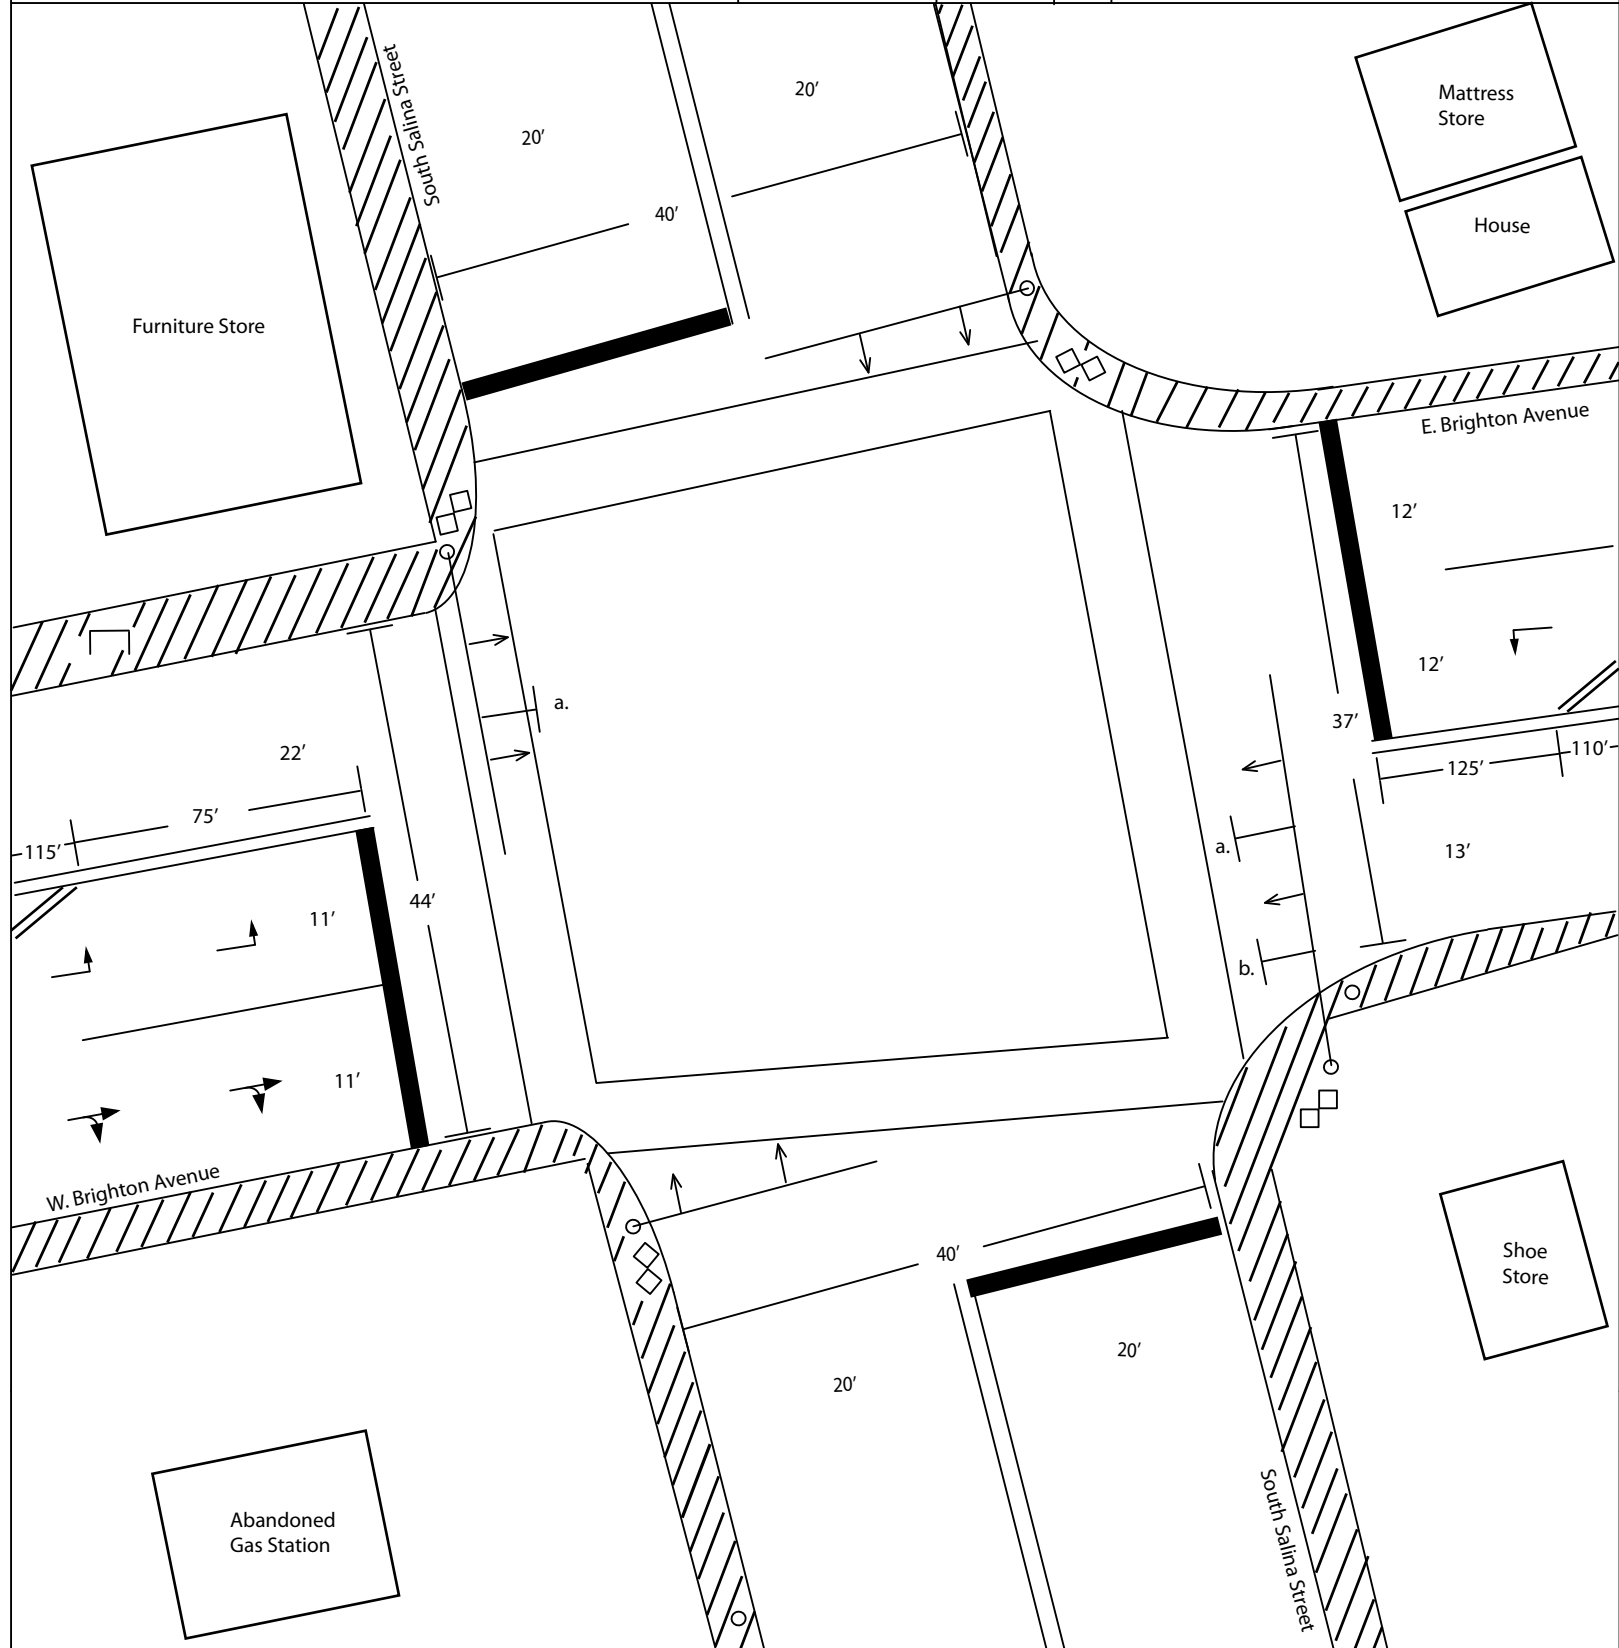 South Salina Street
20′
20′
40′
Mattress
Store
House
Furniture Store
E. Brighton Avenue
12′
12′
37′
125′
110′
13′
a.
22′
75′
115′
11′
44′
11′
a.
b.
W. Brighton Avenue
40′
20′
20′
Shoe
Store
Abandoned
Gas Station
South Salina Street